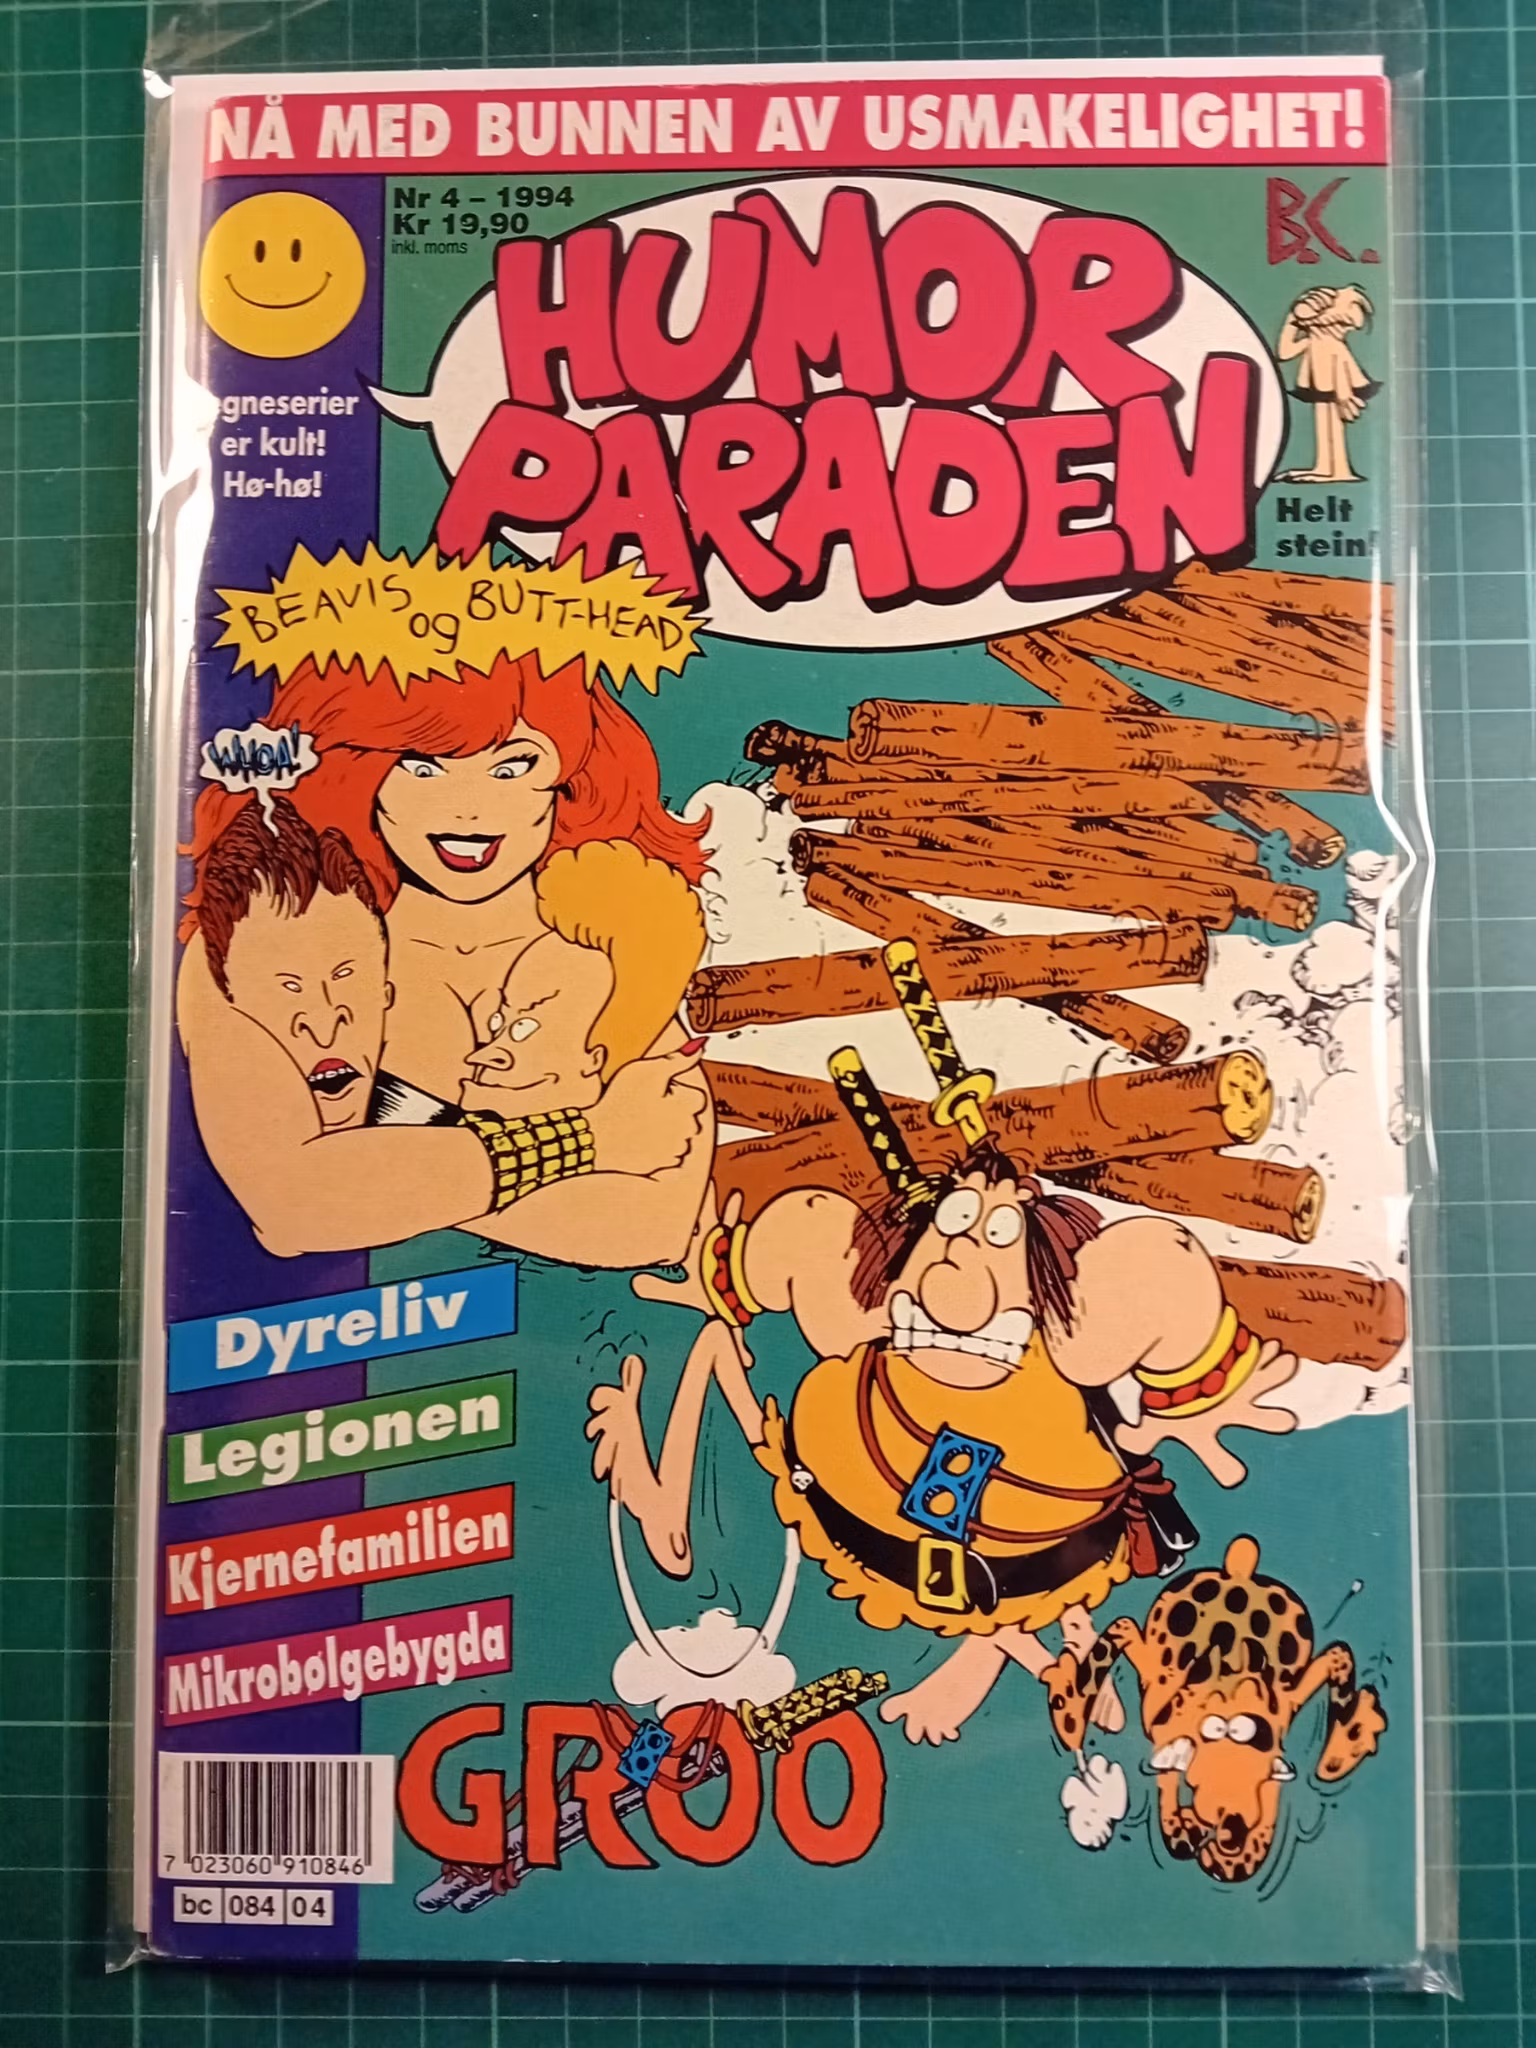 NÅ MED BUNNEN AV USMAKELIGHET!
Nr 4 – 1994
Kr 19,90
inkl. moms
HUMOR
PARADEN
B.C.
Helt
stein!
egneserier
er kult!
Hø-hø!
BEAVIS
og BUTT-HEAD
WHOA!
Dyreliv
Legionen
Kjernefamilien
Mikrobølgebygda
GROO
7 023060 910846
bc 084 04